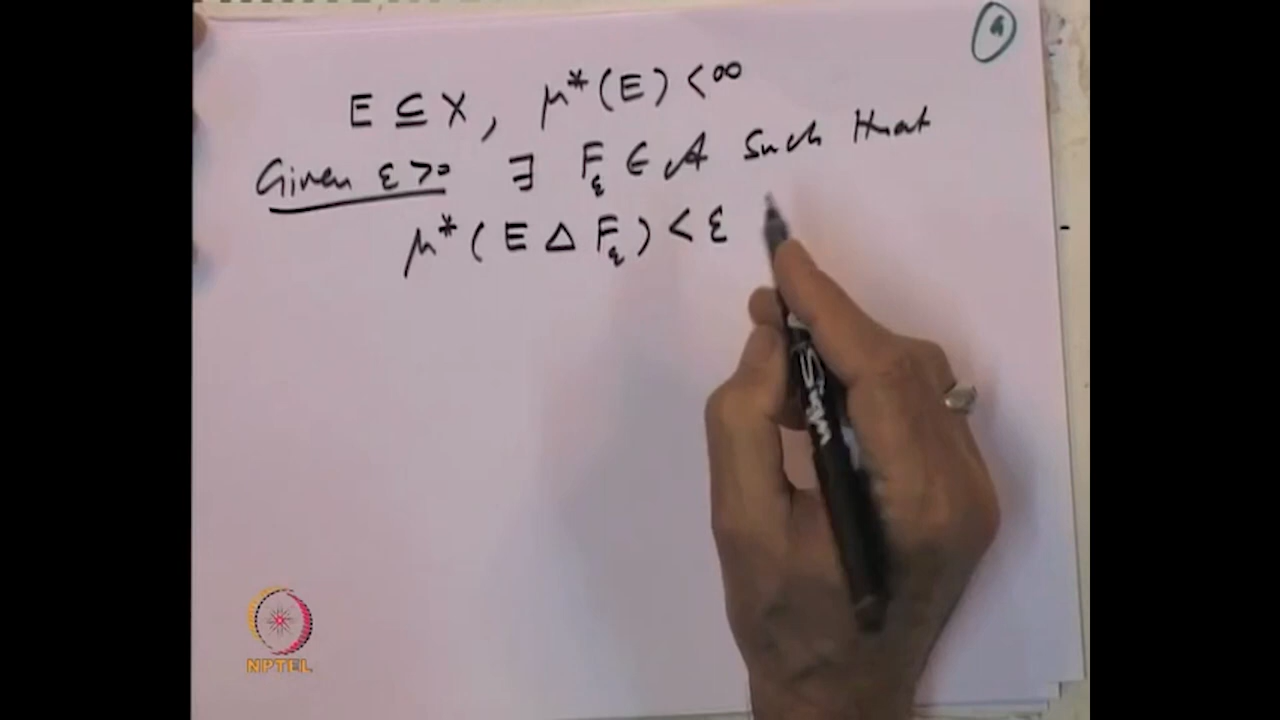 E ⊆ X, μ*(E) < ∞
Given ε > 0 ∃ F_ε ∈ 𝒜 such that
μ*(E Δ F_ε) < ε
NPTEL